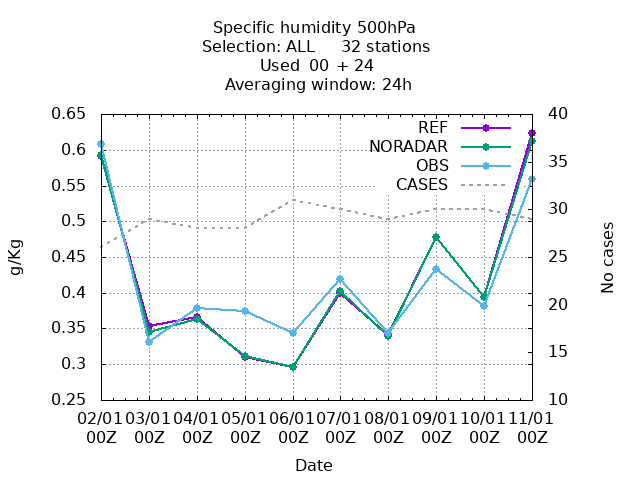 Specific humidity 500hPa
Selection: ALL 32 stations
Used 00 + 24
Averaging window: 24h
REF
NORADAR
OBS
CASES
g/Kg
0.65
0.6
0.55
0.5
0.45
0.4
0.35
0.3
0.25
40
35
30
25
20
15
10
No cases
02/01 03/01 04/01 05/01 06/01 07/01 08/01 09/01 10/01 11/01
00Z 00Z 00Z 00Z 00Z 00Z 00Z 00Z 00Z 00Z
Date